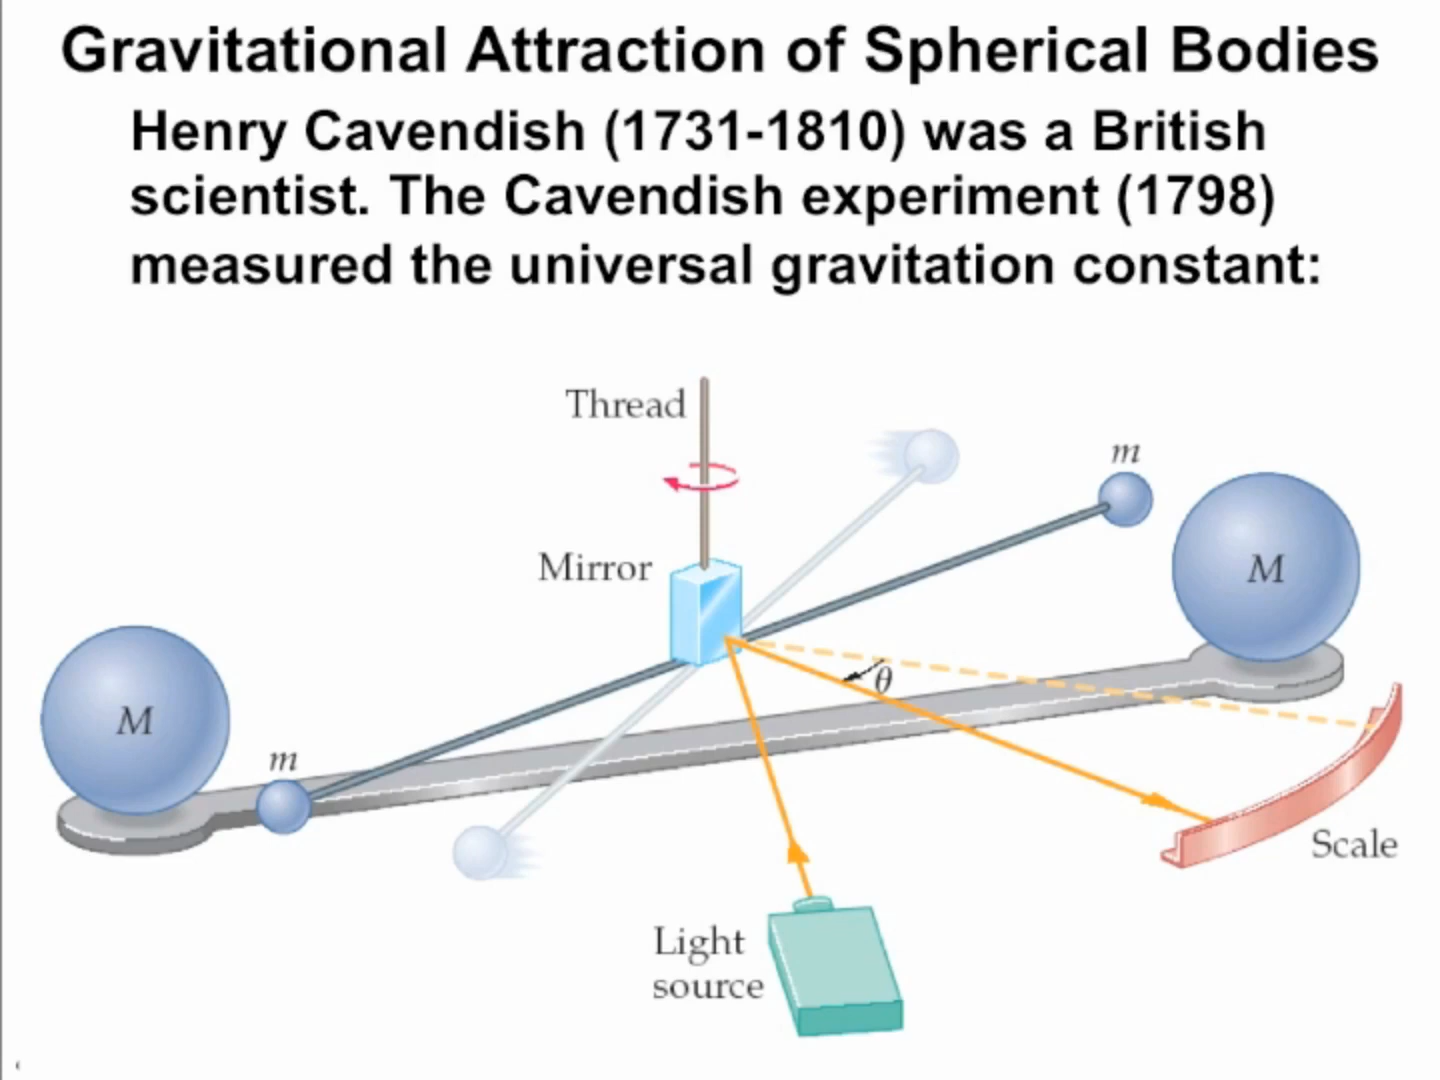 Gravitational Attraction of Spherical Bodies
Henry Cavendish (1731-1810) was a British
scientist. The Cavendish experiment (1798)
measured the universal gravitation constant:
Thread
m
Mirror
M
θ
M
m
Scale
Light
source